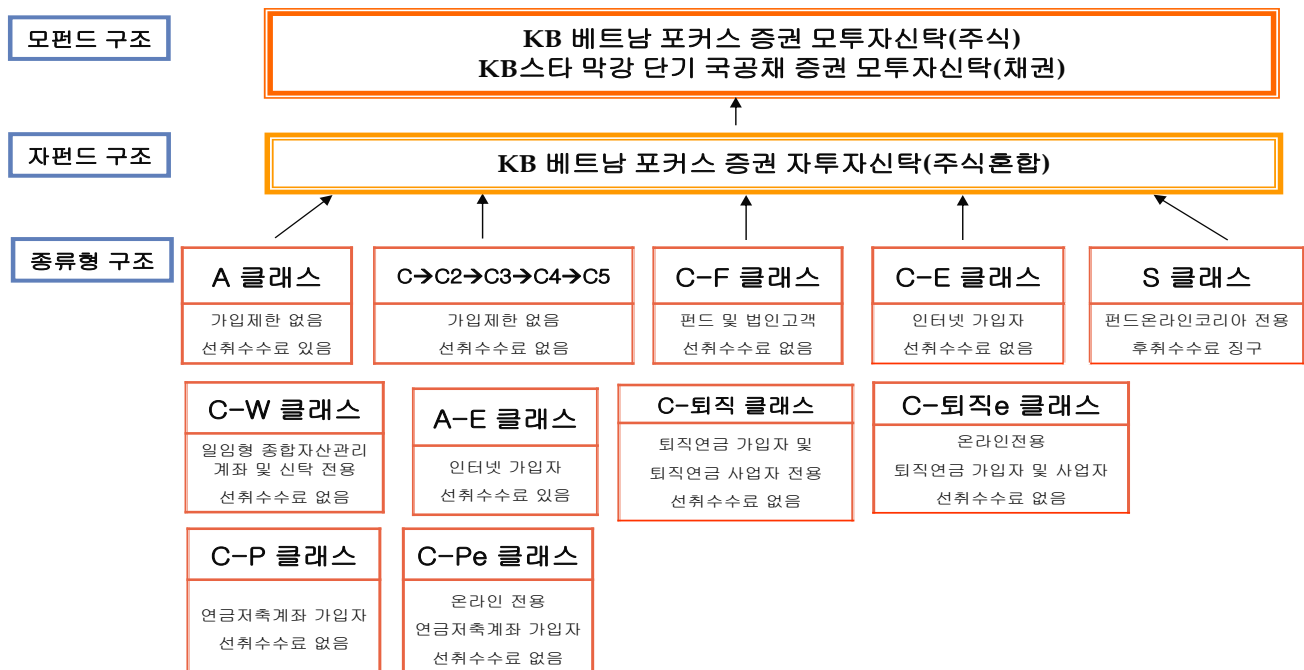 모펀드 구조
KB 베트남 포커스 증권 모투자신탁(주식)
KB스타 막강 단기 국공채 증권 모투자신탁(채권)
자펀드 구조
KB 베트남 포커스 증권 자투자신탁(주식혼합)
종류형 구조
A 클래스
가입제한 없음
선취수수료 있음
C→C2→C3→C4→C5
가입제한 없음
선취수수료 없음
C-F 클래스
펀드 및 법인고객
선취수수료 없음
C-E 클래스
인터넷 가입자
선취수수료 없음
S 클래스
펀드온라인코리아 전용
후취수수료 징구
C-W 클래스
일임형 종합자산관리
계좌 및 신탁 전용
선취수수료 없음
A-E 클래스
인터넷 가입자
선취수수료 있음
C-퇴직 클래스
퇴직연금 가입자 및
퇴직연금 사업자 전용
선취수수료 없음
C-퇴직e 클래스
온라인전용
퇴직연금 가입자 및 사업자
선취수수료 없음
C-P 클래스
연금저축계좌 가입자
선취수수료 없음
C-Pe 클래스
온라인 전용
연금저축계좌 가입자
선취수수료 없음